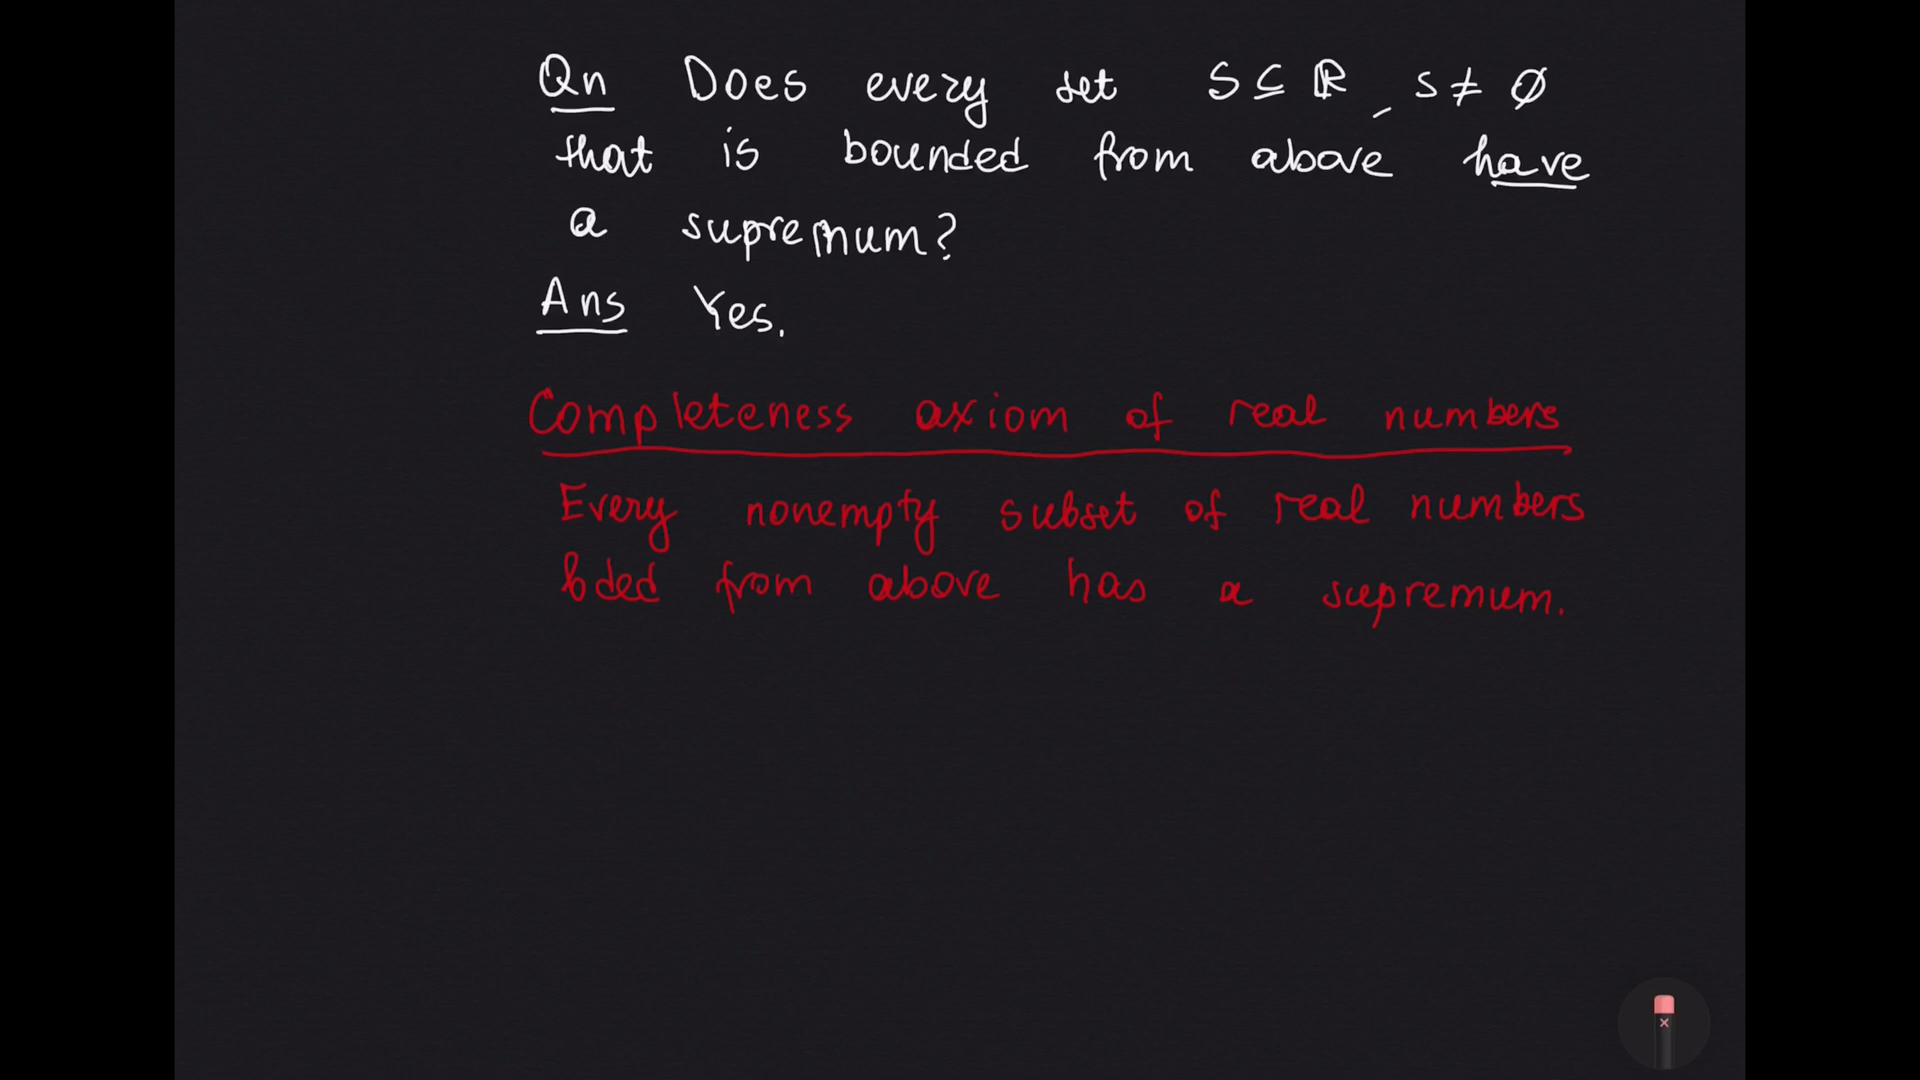 Qn Does every set S ⊆ ℝ, S ≠ ∅
that is bounded from above have
a supremum?
Ans Yes.
Completeness axiom of real numbers
Every nonempty subset of real numbers
bded from above has a supremum.